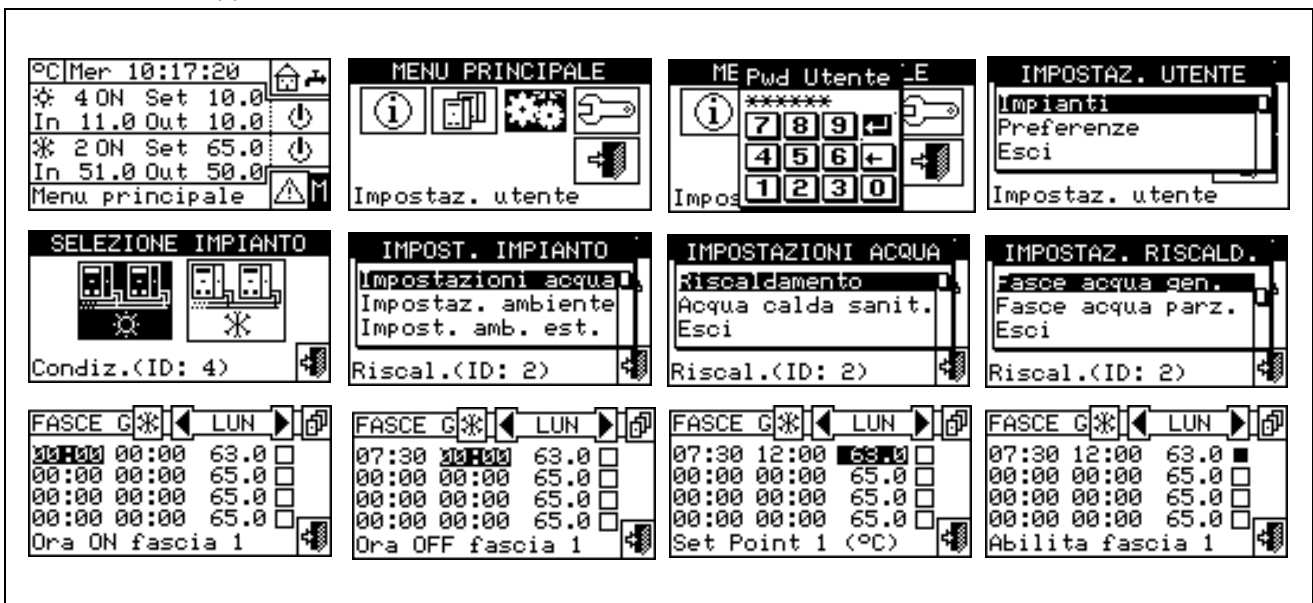 °C Mer 10:17:20
4 ON Set 10.0
In 11.0 Out 10.0
2 ON Set 65.0
In 51.0 Out 50.0
Menu principale M
MENU PRINCIPALE
Impostaz. utente
ME Pwd Utente LE
******
7 8 9
4 5 6
1 2 3 0
Impos
IMPOSTAZ. UTENTE
Impianti
Preferenze
Esci
Impostaz. utente
SELEZIONE IMPIANTO
Condiz.(ID: 4)
IMPOST. IMPIANTO
Impostazioni acqua
Impostaz. ambiente
Impost. amb. est.
Riscal.(ID: 2)
IMPOSTAZIONI ACQUA
Riscaldamento
Acqua calda sanit.
Esci
Riscal.(ID: 2)
IMPOSTAZ. RISCALD.
Fasce acqua gen.
Fasce acqua parz.
Esci
Riscal.(ID: 2)
FASCE G LUN
00:00 00:00 63.0
00:00 00:00 65.0
00:00 00:00 65.0
00:00 00:00 65.0
Ora ON fascia 1
FASCE G LUN
07:30 00:00 63.0
00:00 00:00 65.0
00:00 00:00 65.0
00:00 00:00 65.0
Ora OFF fascia 1
FASCE G LUN
07:30 12:00 63.0
00:00 00:00 65.0
00:00 00:00 65.0
00:00 00:00 65.0
Set Point 1 (°C)
FASCE G LUN
07:30 12:00 63.0
00:00 00:00 65.0
00:00 00:00 65.0
00:00 00:00 65.0
Abilita fascia 1